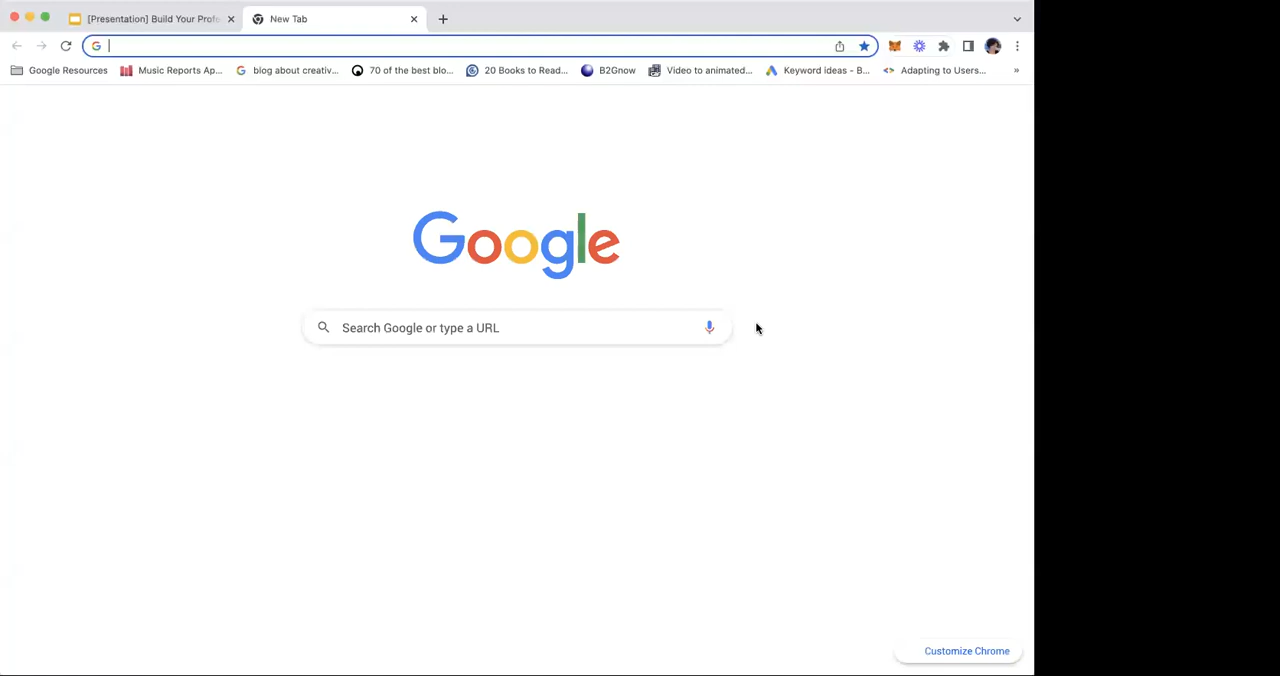 [Presentation] Build Your Profe
New Tab
Google Resources
Music Reports Ap...
blog about creativ...
70 of the best blo...
20 Books to Read...
B2Gnow
Video to animated...
Keyword ideas - B...
Adapting to Users...
»
Google
Search Google or type a URL
Customize Chrome